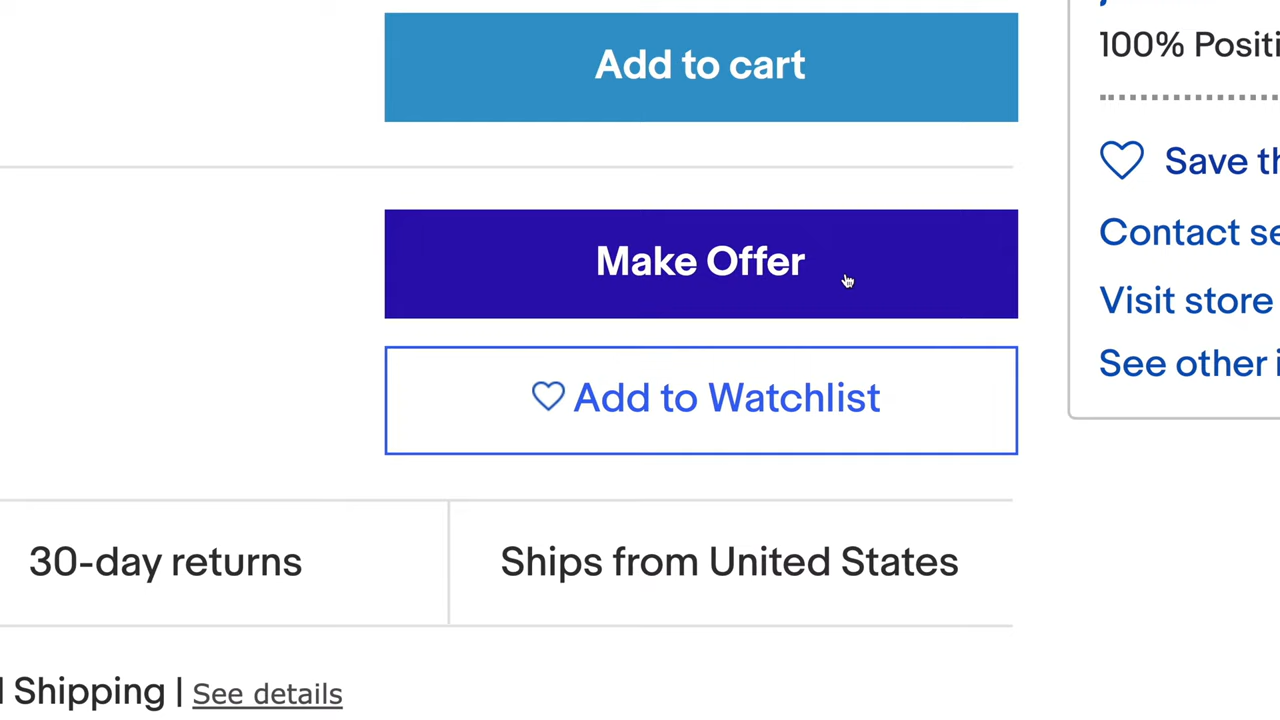 Add to cart
100% Positi
Save th
Make Offer
Contact se
Visit store
See other i
Add to Watchlist
30-day returns
Ships from United States
Shipping | See details